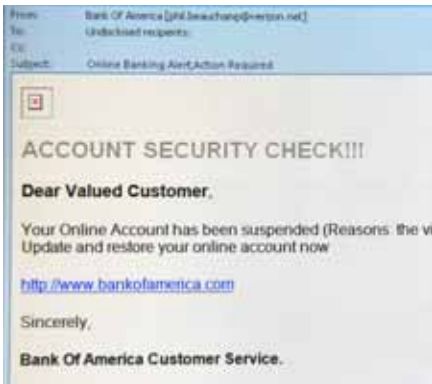 From: Bank Of America [phil.beauchamp@verizon.net]
To: Undisclosed recipients:
Cc:
Subject: Online Banking Alert,Action Required
ACCOUNT SECURITY CHECK!!!
Dear Valued Customer,
Your Online Account has been suspended (Reasons: the vi
Update and restore your online account now
http://www.bankofamerica.com
Sincerely,
Bank Of America Customer Service.